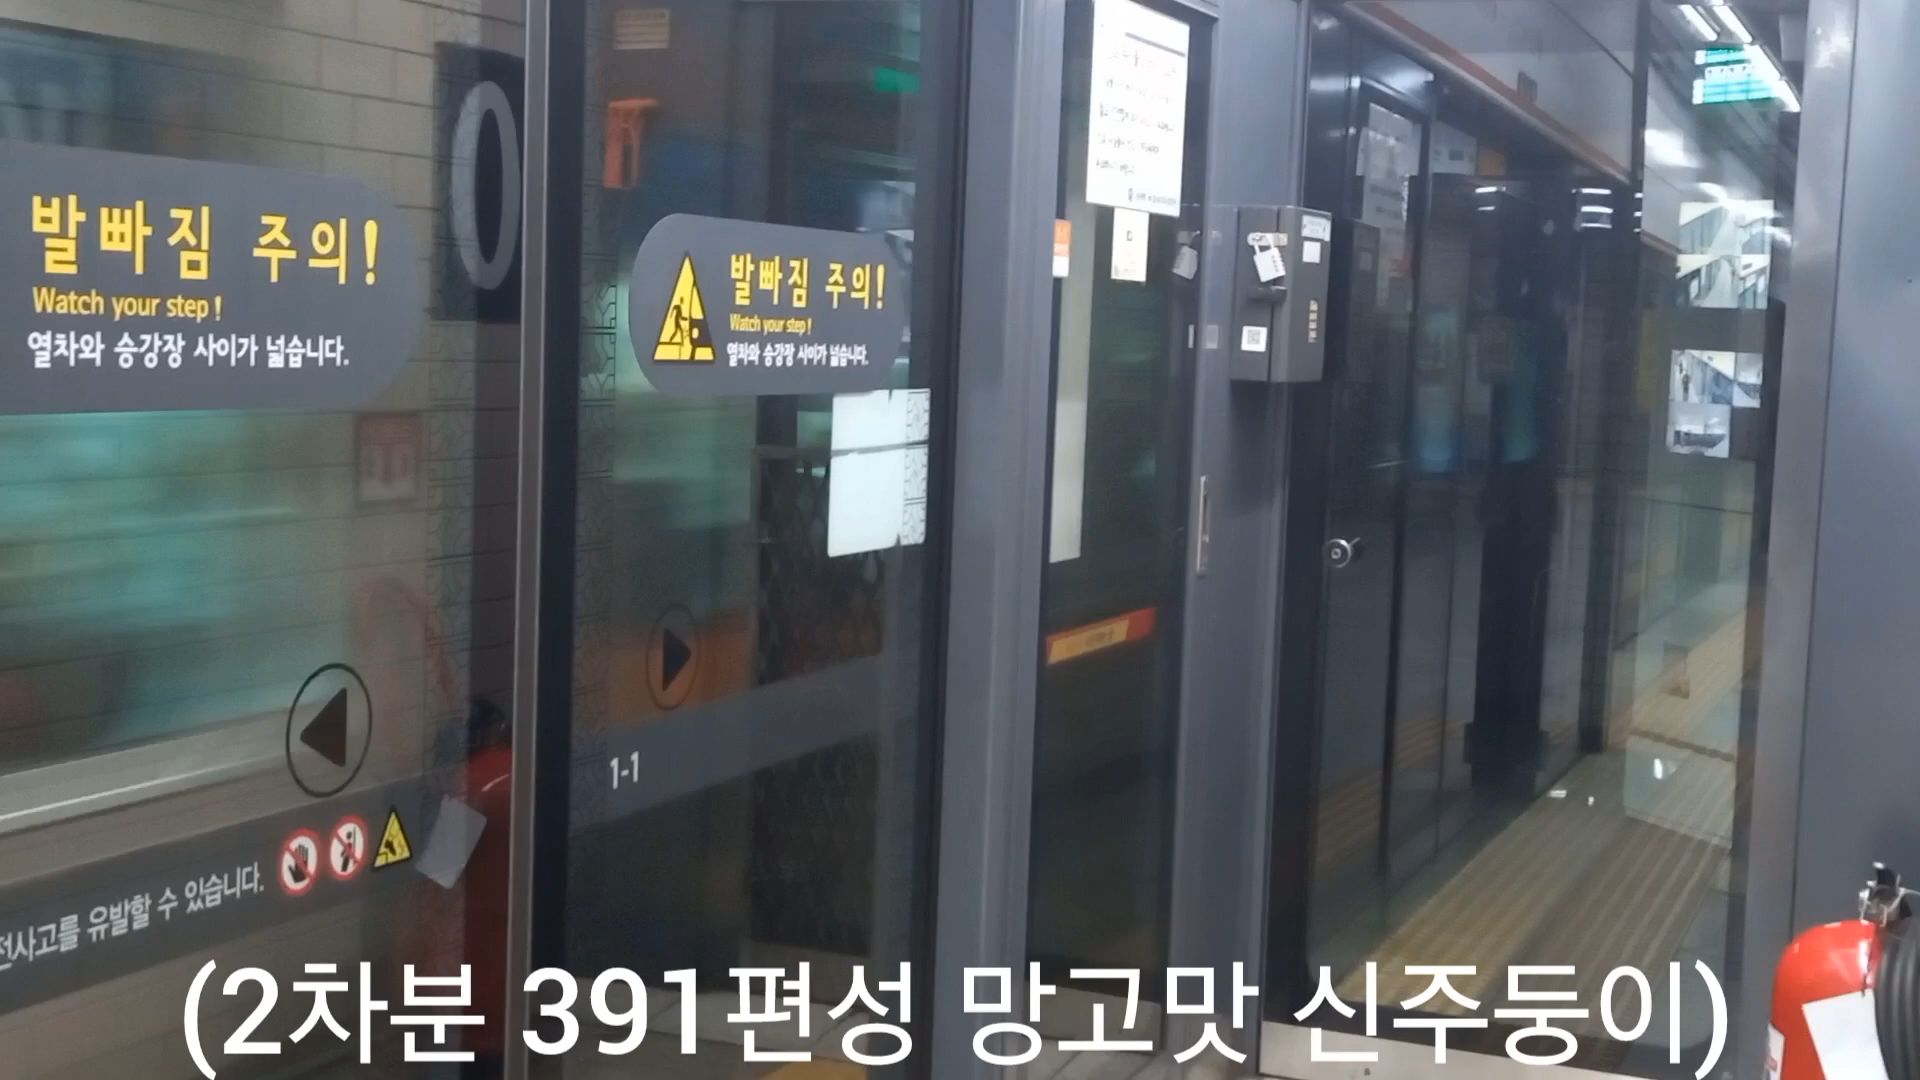 발빠짐 주의!
Watch your step!
열차와 승강장 사이가 넓습니다.
발빠짐 주의!
Watch your step!
열차와 승강장 사이가 넓습니다.
1-1
전사고를 유발할 수 있습니다.
(2차분 391편성 망고맛 신주둥이)